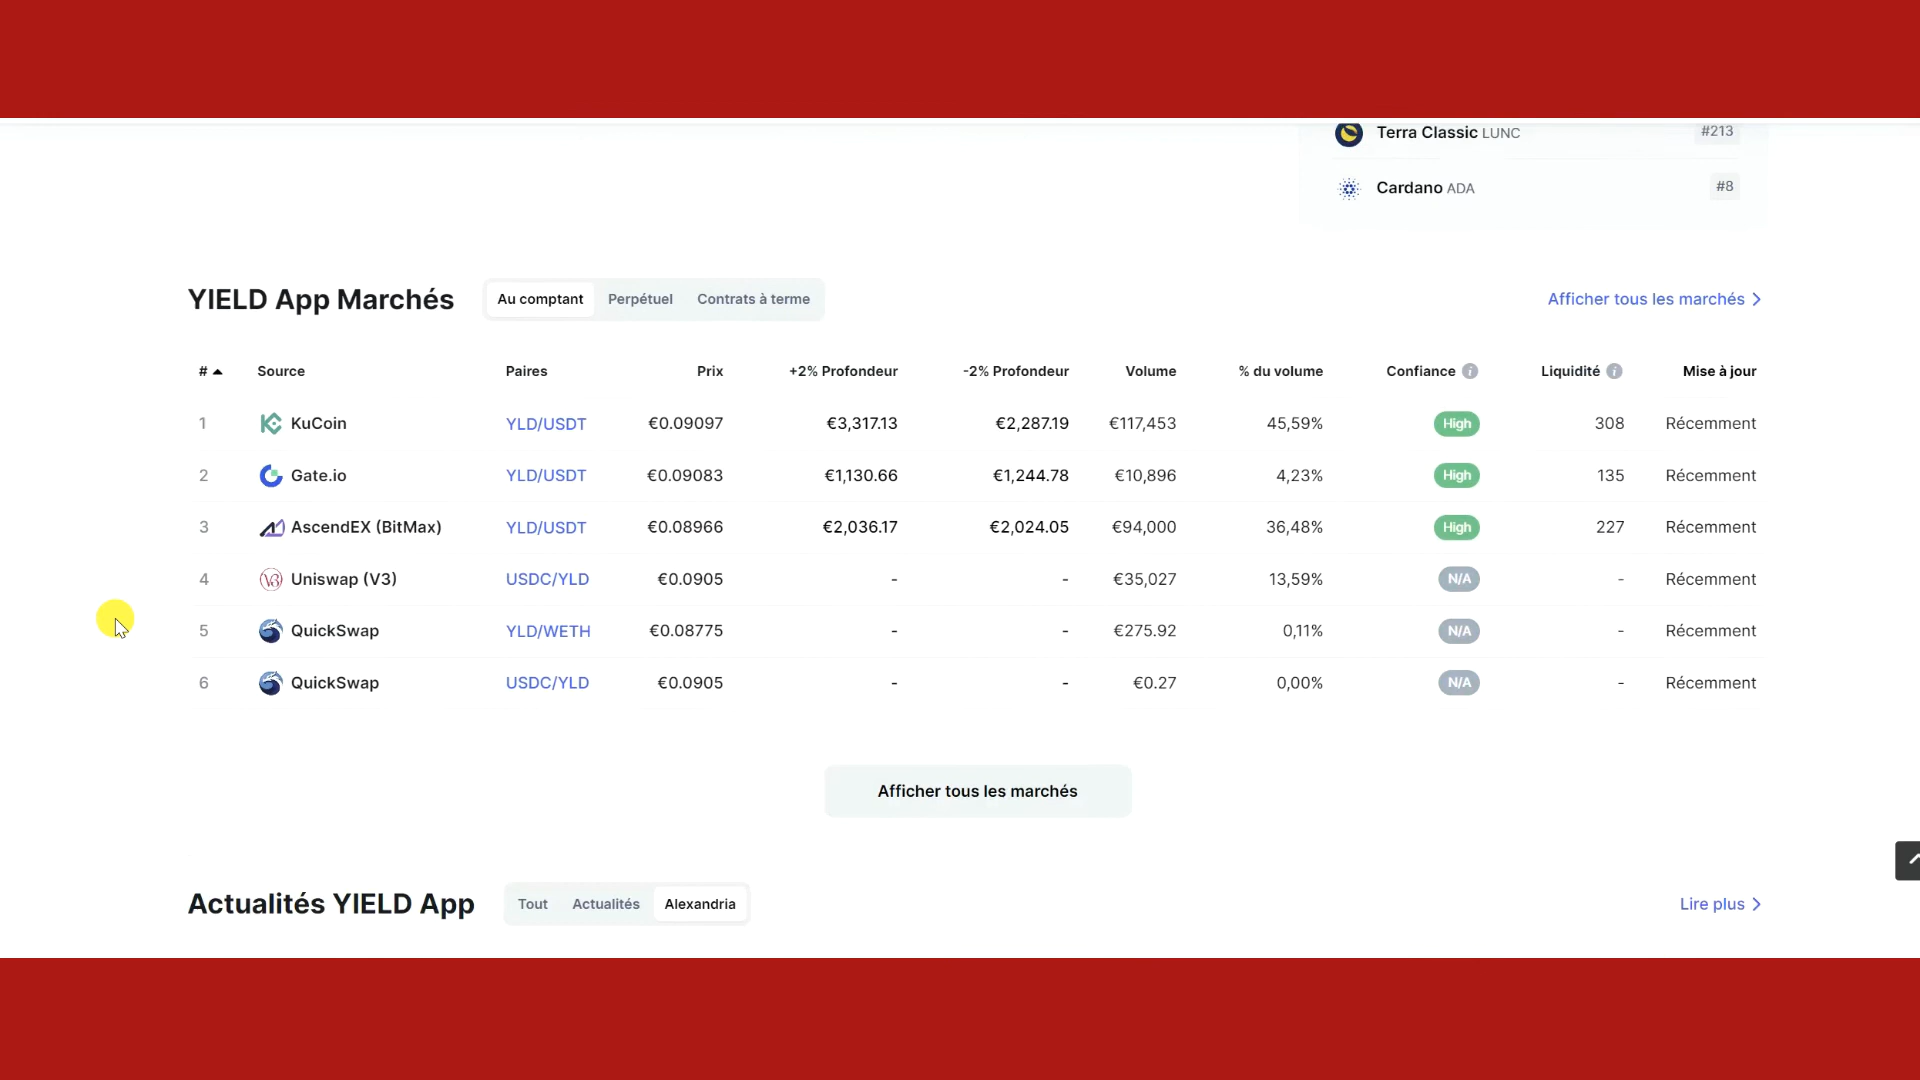 Terra Classic LUNC #213
Cardano ADA #8
YIELD App Marchés Au comptant Perpétuel Contrats à terme Afficher tous les marchés
# Source Paires Prix +2% Profondeur -2% Profondeur Volume % du volume Confiance Liquidité Mise à jour
1 KuCoin YLD/USDT €0.09097 €3,317.13 €2,287.19 €117,453 45,59% High 308 Récemment
2 Gate.io YLD/USDT €0.09083 €1,130.66 €1,244.78 €10,896 4,23% High 135 Récemment
3 AscendEX (BitMax) YLD/USDT €0.08966 €2,036.17 €2,024.05 €94,000 36,48% High 227 Récemment
4 Uniswap (V3) USDC/YLD €0.0905 - - €35,027 13,59% N/A - Récemment
5 QuickSwap YLD/WETH €0.08775 - - €275.92 0,11% N/A - Récemment
6 QuickSwap USDC/YLD €0.0905 - - €0.27 0,00% N/A - Récemment
Afficher tous les marchés
Actualités YIELD App Tout Actualités Alexandria Lire plus